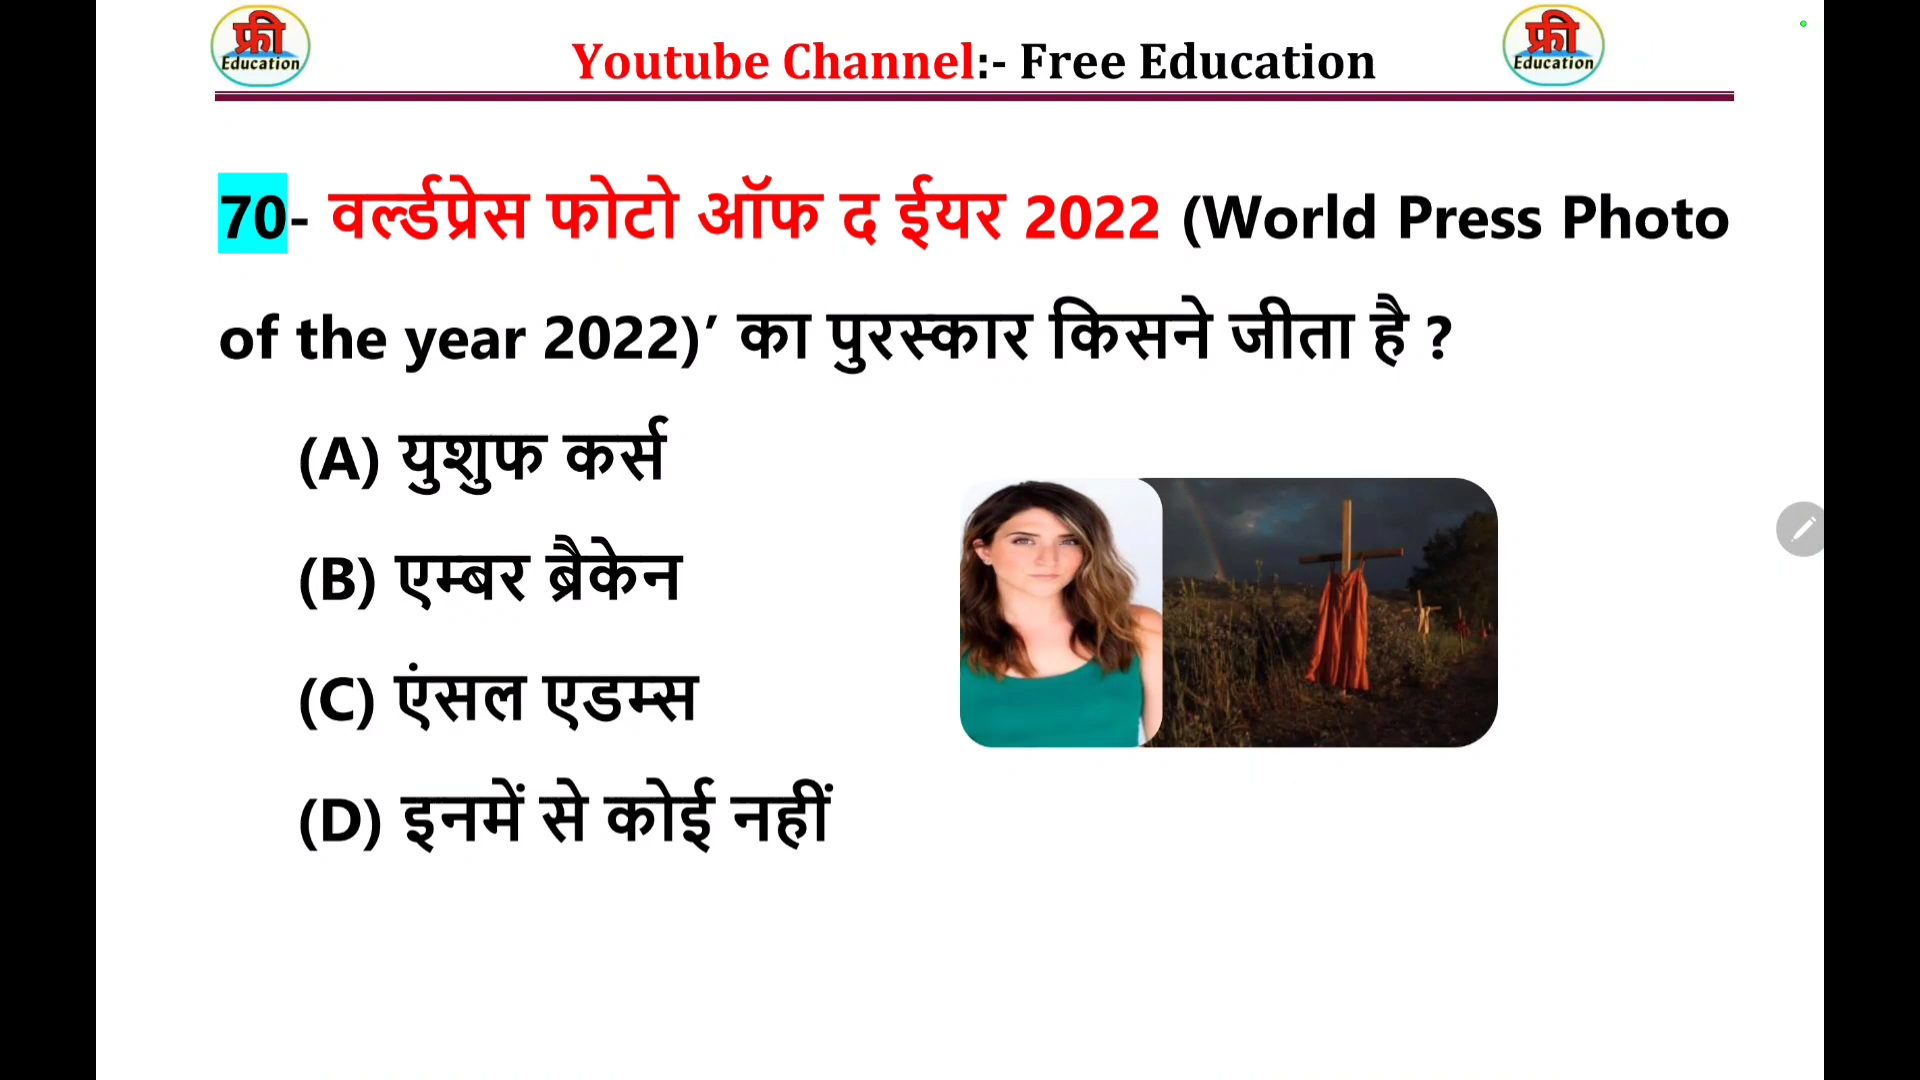 फ्री
Education
Youtube Channel:- Free Education
फ्री
Education
70- वर्ल्डप्रेस फोटो ऑफ द ईयर 2022 (World Press Photo
of the year 2022)’ का पुरस्कार किसने जीता है ?
(A) युशुफ कर्स
(B) एम्बर ब्रैकेन
(C) एंसल एडम्स
(D) इनमें से कोई नहीं